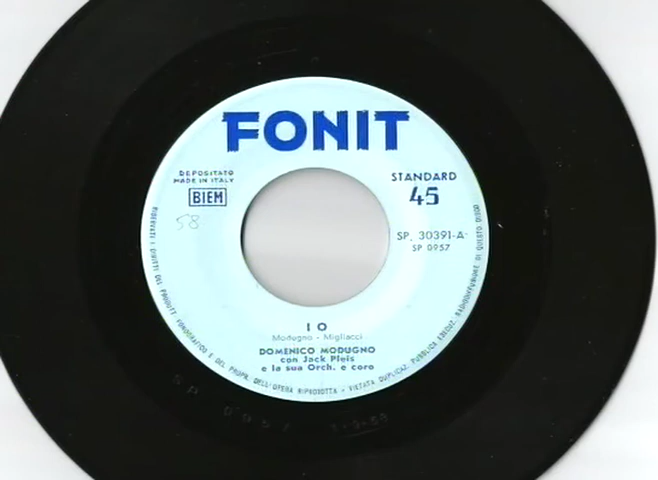 FONIT
DEPOSITATO
MADE IN ITALY
BIEM
58
STANDARD
45
SP. 30391-A
SP 0957
I O
Modugno - Migliacci
DOMENICO MODUGNO
con Jack Pleis
e la sua Orch. e coro
RISERVATI I DIRITTI DEL PRODUTT FONOGRAFICO E DEL PROPR. DELL'OPERA RIPRODOTTA - VIETATA DUPLICAZ. PUBBLICA ESECUZ. RADIODIFFUSIONE DI QUESTO DISCO